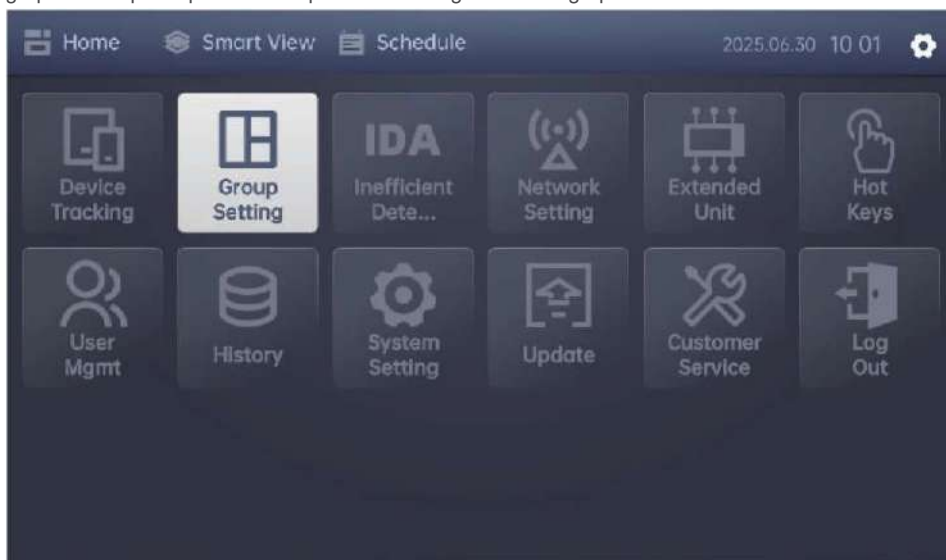 Home Smart View Schedule 2025.06.30 10 01
Device
Tracking
Group
Setting
IDA
Inefficient
Dete...
Network
Setting
Extended
Unit
Hot
Keys
User
Mgmt
History
System
Setting
Update
Customer
Service
Log
Out